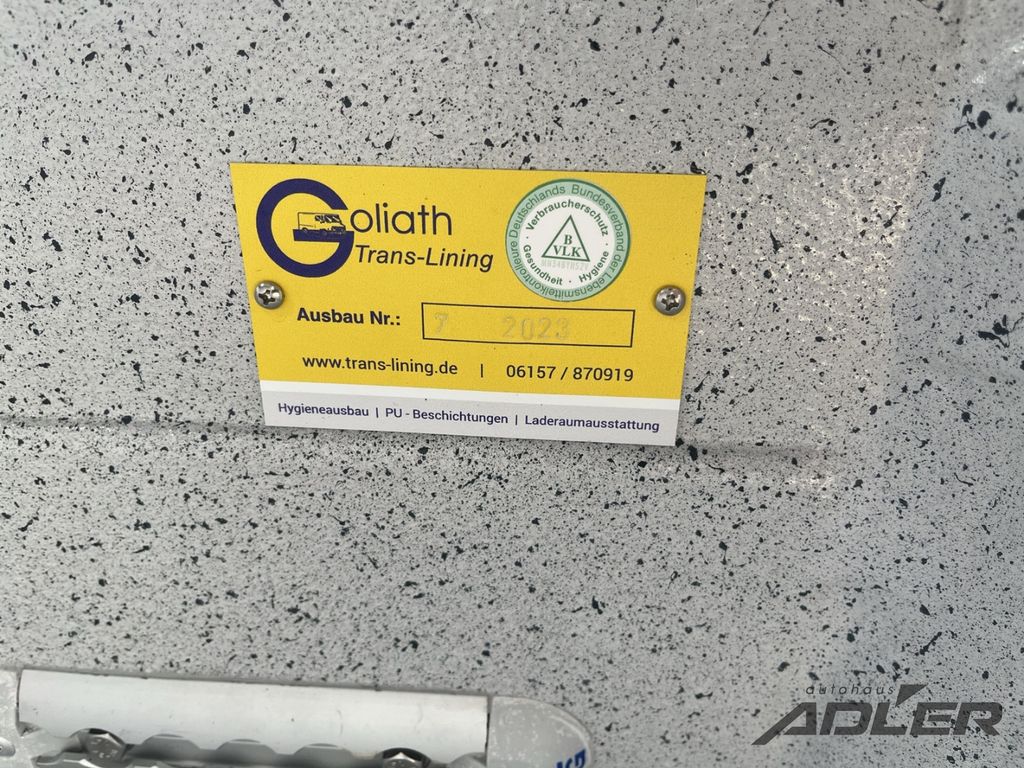 Goliath
Trans-Lining
Bundesverband der Lebensmittelkontrolleure Deutschlands
Verbraucherschutz · Hygiene · Gesundheit ·
B
VLK
Ausbau Nr.: 7 2023
www.trans-lining.de | 06157 / 870919
Hygieneausbau | PU - Beschichtungen | Laderaumausstattung
autohaus
ADLER